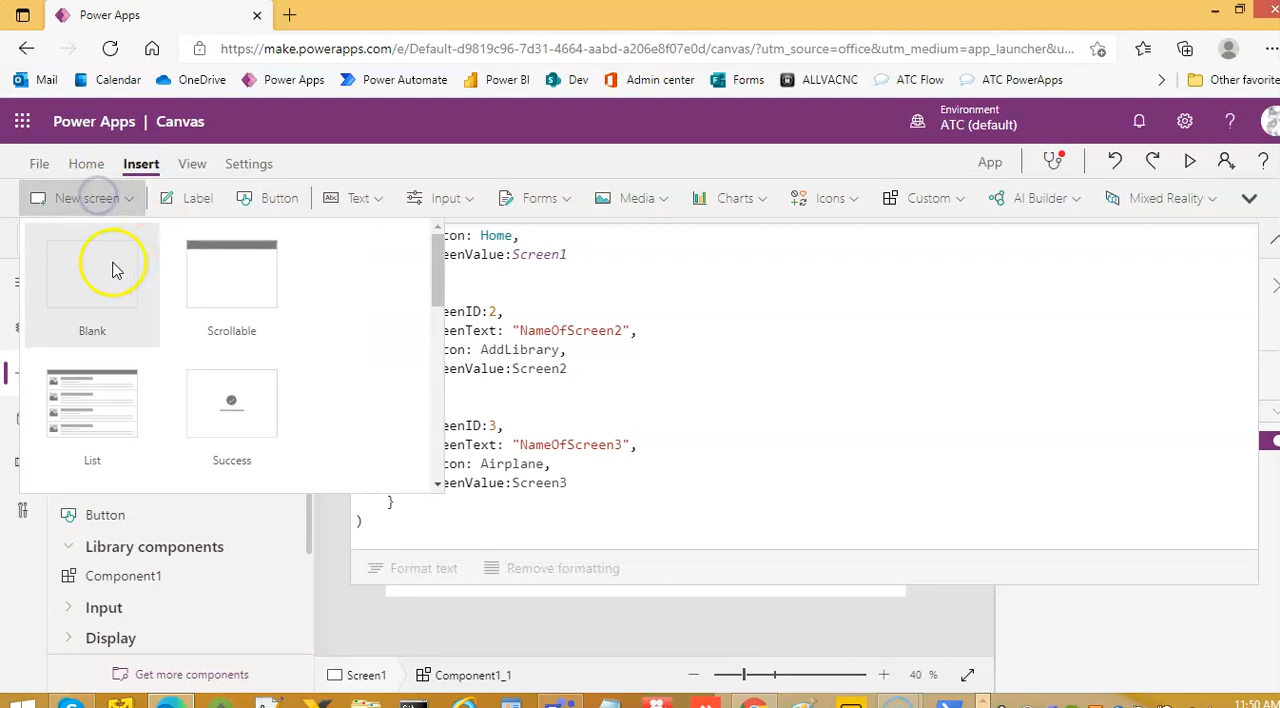 Power Apps
https://make.powerapps.com/e/Default-d9819c96-7d31-4664-aabd-a206e8f07e0d/canvas/?utm_source=office&utm_medium=app_launcher&u...
Mail Calendar OneDrive Power Apps Power Automate Power BI Dev Admin center Forms ALLVACNC ATC Flow ATC PowerApps Other favorite
Power Apps | Canvas
Environment
ATC (default)
File Home Insert View Settings App
New screen Label Button Text Input Forms Media Charts Icons Custom AI Builder Mixed Reality
con: Home,
eenValue:Screen1
eenID:2,
eenText: "NameOfScreen2",
con: AddLibrary,
eenValue:Screen2
eenID:3,
eenText: "NameOfScreen3",
con: Airplane,
eenValue:Screen3
}
)
Blank Scrollable
List Success
Button
Library components
Component1
Input
Display
Get more components
Format text Remove formatting
Screen1 Component1_1 40 %
11:50 AM